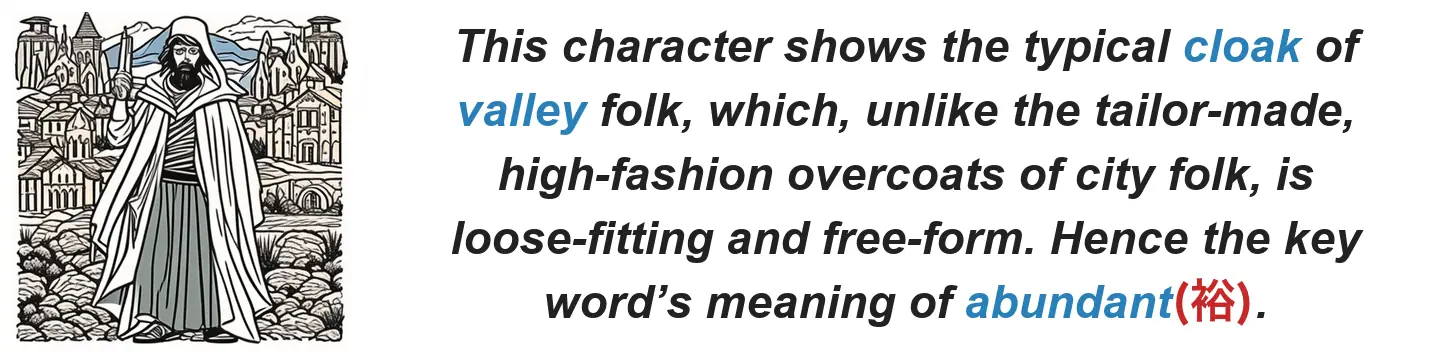 This character shows the typical cloak of
valley folk, which, unlike the tailor-made,
high-fashion overcoats of city folk, is
loose-fitting and free-form. Hence the key
word’s meaning of abundant(裕).